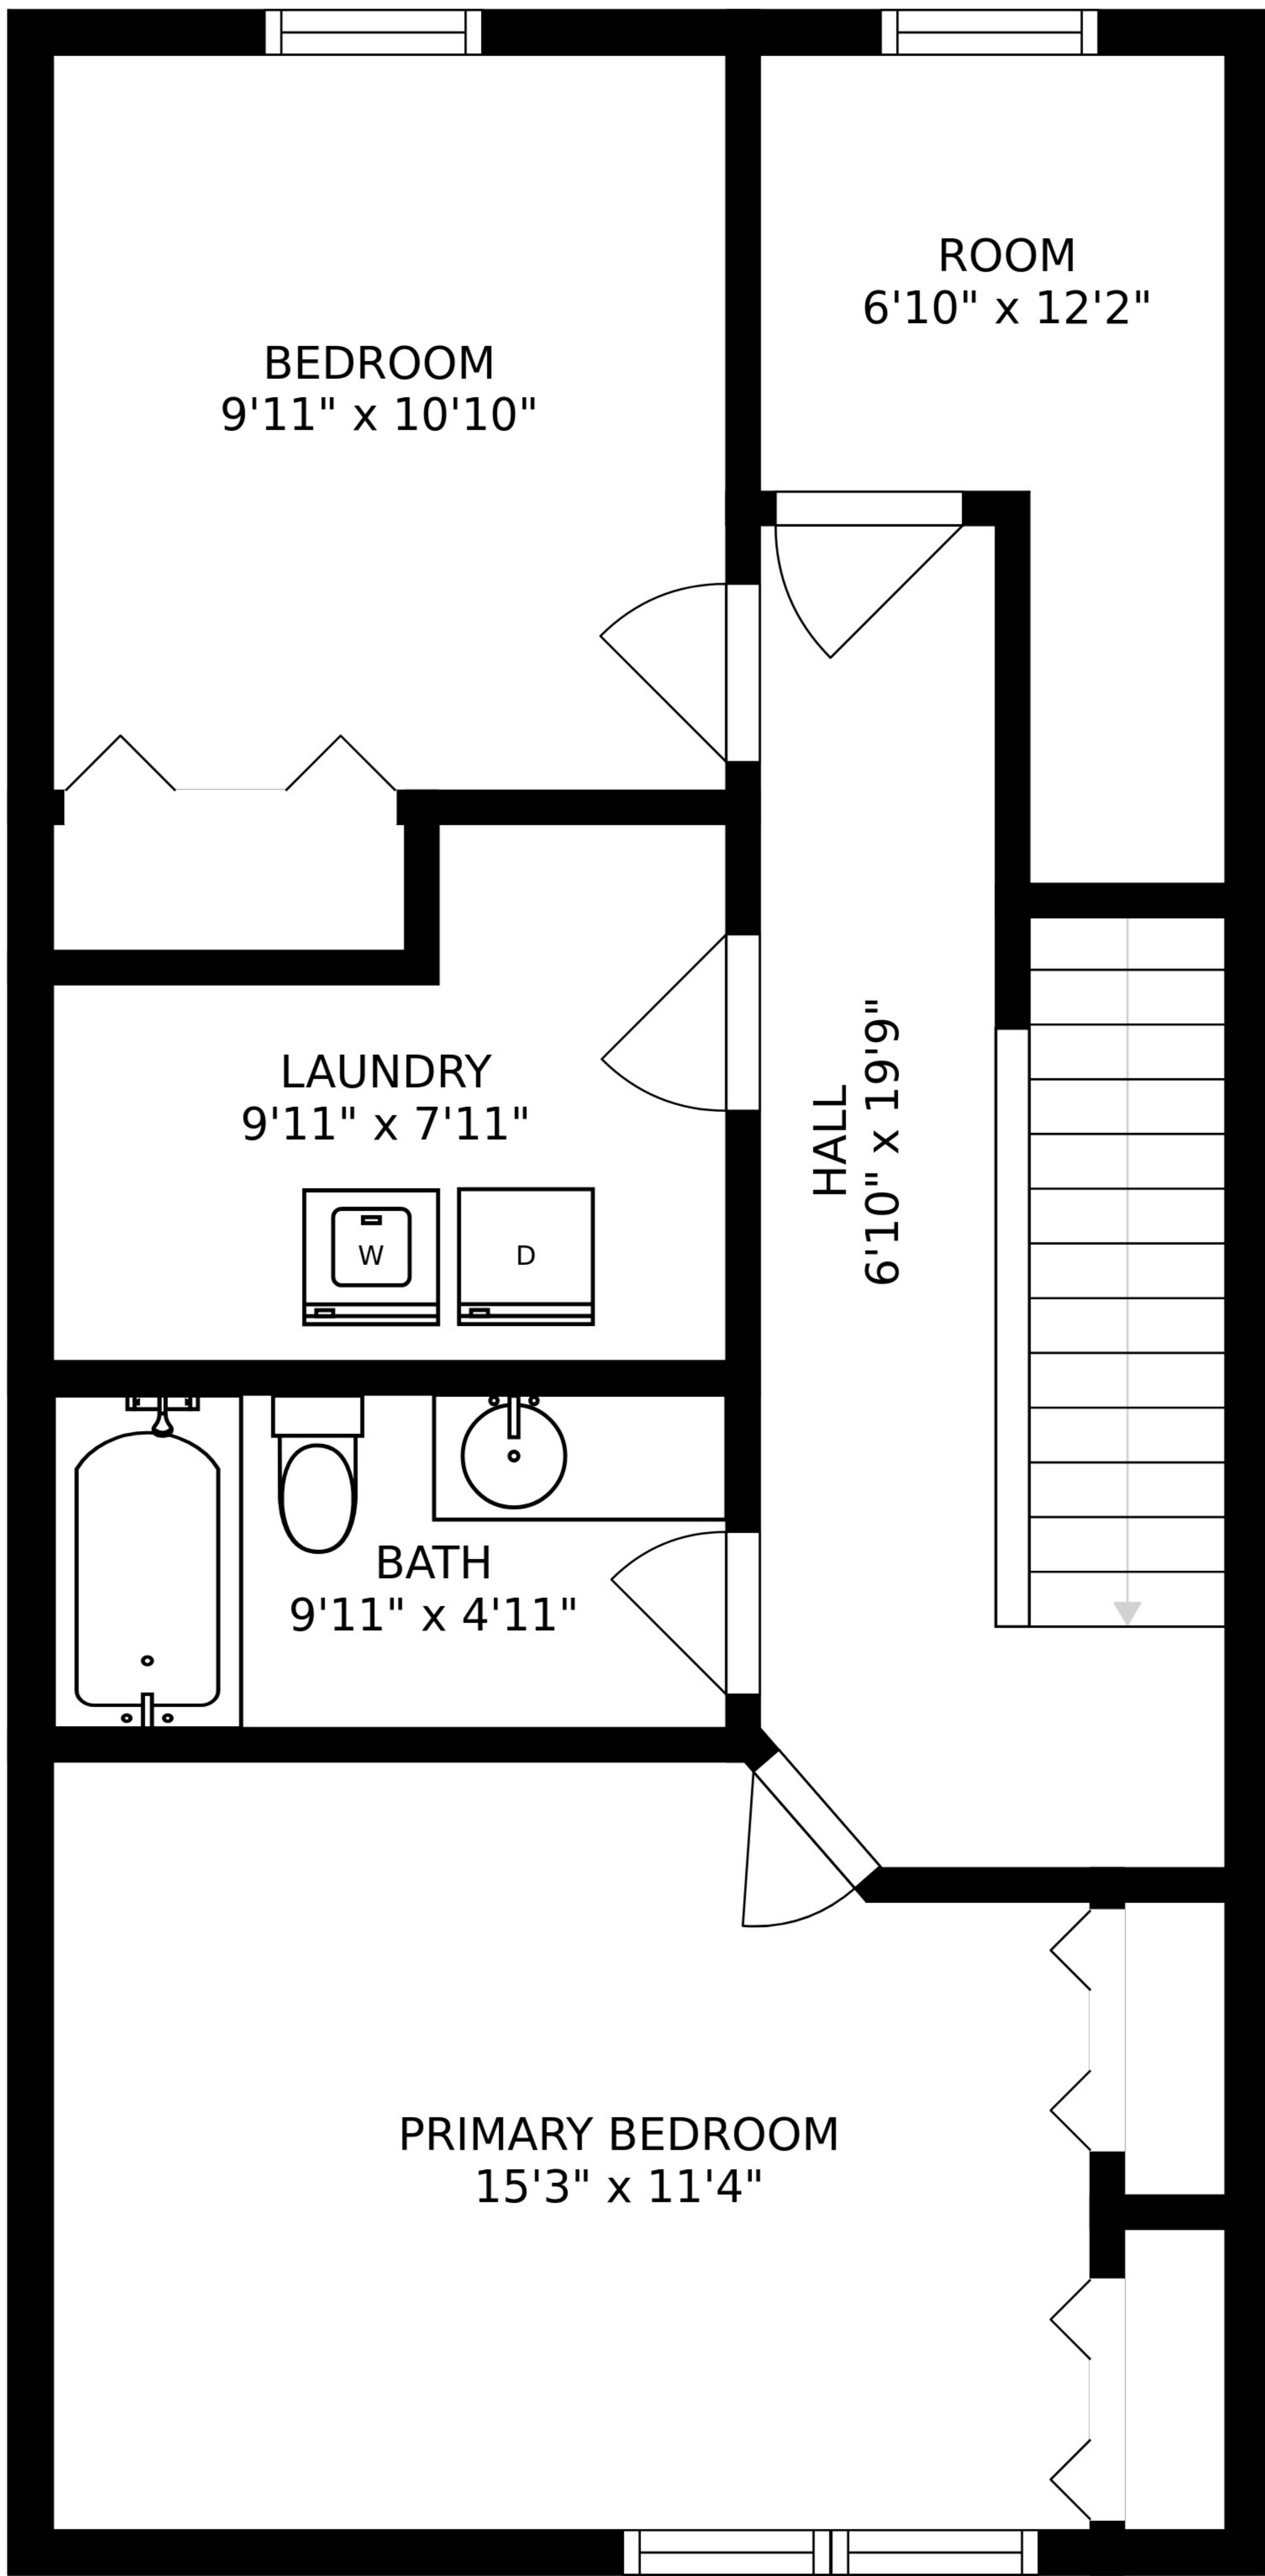 ROOM
6'10" x 12'2"
BEDROOM
9'11" x 10'10"
LAUNDRY
9'11" x 7'11"
HALL
6'10" x 19'9"
W
D
BATH
9'11" x 4'11"
PRIMARY BEDROOM
15'3" x 11'4"